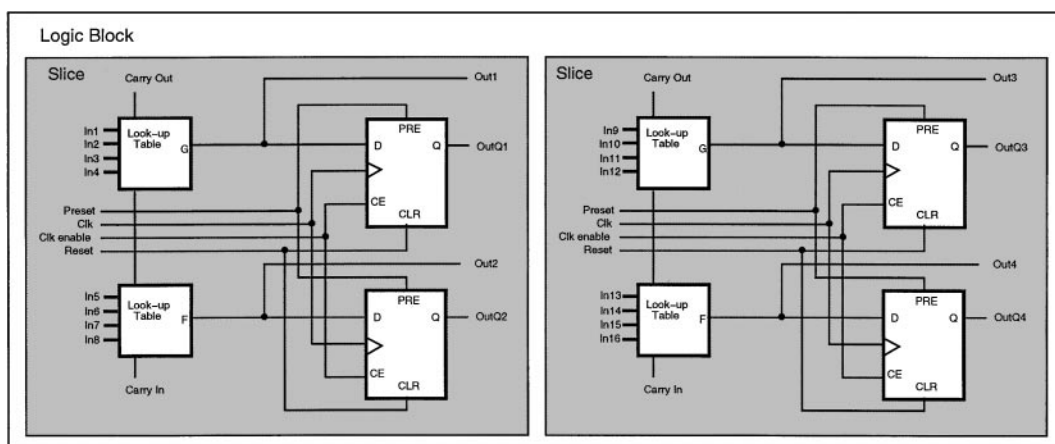 Logic Block
Slice
Carry Out
Out1
In1
In2
In3
In4
Look-up
Table
G
PRE
D
Q
OutQ1
CE
CLR
Preset
Clk
Clk enable
Reset
Out2
In5
In6
In7
In8
Look-up
Table
F
PRE
D
Q
OutQ2
CE
CLR
Carry In
Slice
Carry Out
Out3
In9
In10
In11
In12
Look-up
Table
G
PRE
D
Q
OutQ3
CE
CLR
Preset
Clk
Clk enable
Reset
Out4
In13
In14
In15
In16
Look-up
Table
F
PRE
D
Q
OutQ4
CE
CLR
Carry In